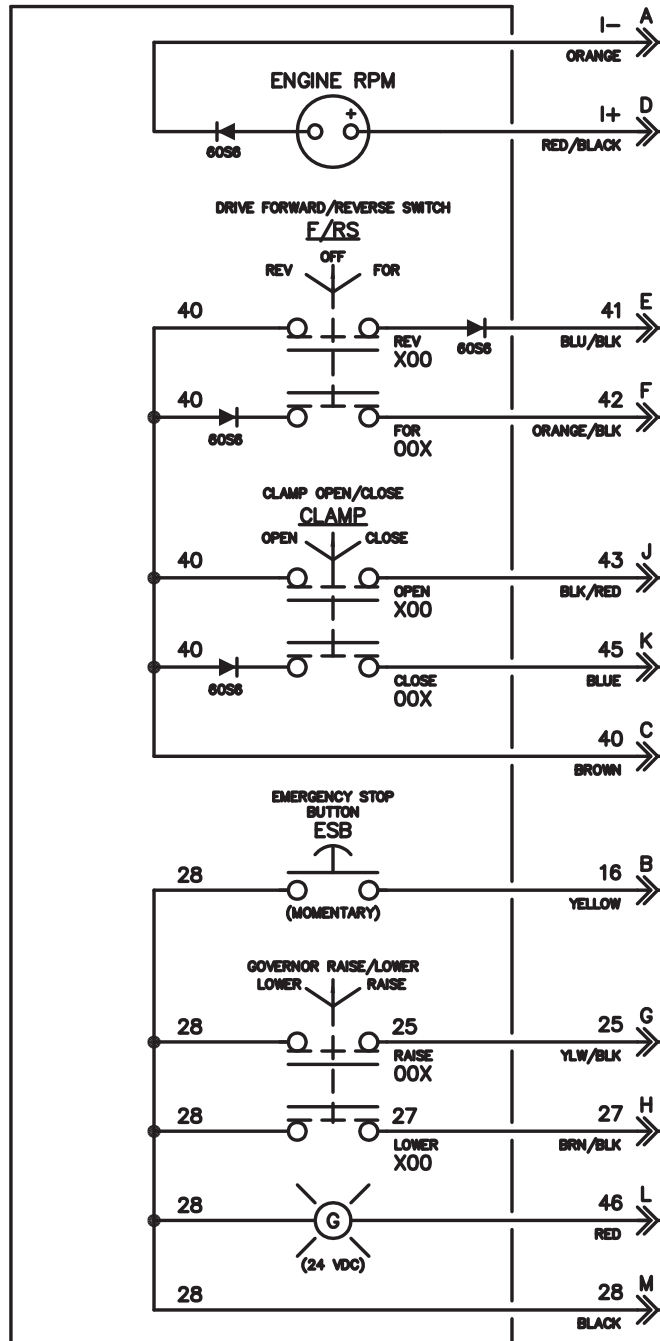 I- A
ORANGE
ENGINE RPM
+
I+ D
60S6
RED/BLACK
DRIVE FORWARD/REVERSE SWITCH
F/RS
OFF
REV FOR
40 41 E
REV 60S6 BLU/BLK
X00
40 42 F
60S6 FOR ORANGE/BLK
00X
CLAMP OPEN/CLOSE
CLAMP
OPEN CLOSE
40 43 J
OPEN BLK/RED
X00
40 45 K
60S6 CLOSE BLUE
00X
40 C
BROWN
EMERGENCY STOP
BUTTON
ESB
28 16 B
(MOMENTARY) YELLOW
GOVERNOR RAISE/LOWER
LOWER RAISE
28 25 25 G
RAISE YLW/BLK
00X
28 27 27 H
LOWER BRN/BLK
X00
28 G 46 L
RED
(24 VDC)
28 28 M
BLACK